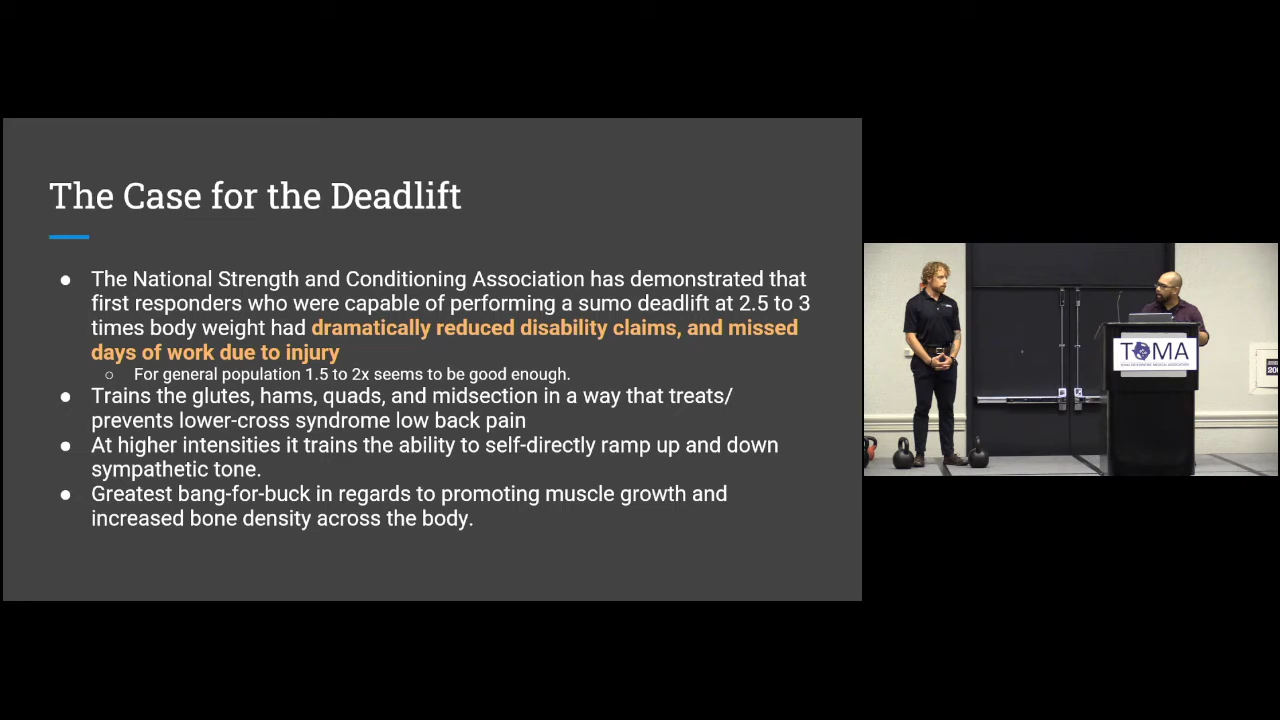 The Case for the Deadlift
● The National Strength and Conditioning Association has demonstrated that
first responders who were capable of performing a sumo deadlift at 2.5 to 3
times body weight had dramatically reduced disability claims, and missed
days of work due to injury
○ For general population 1.5 to 2x seems to be good enough.
● Trains the glutes, hams, quads, and midsection in a way that treats/
prevents lower-cross syndrome low back pain
● At higher intensities it trains the ability to self-directly ramp up and down
sympathetic tone.
● Greatest bang-for-buck in regards to promoting muscle growth and
increased bone density across the body.
TOMA